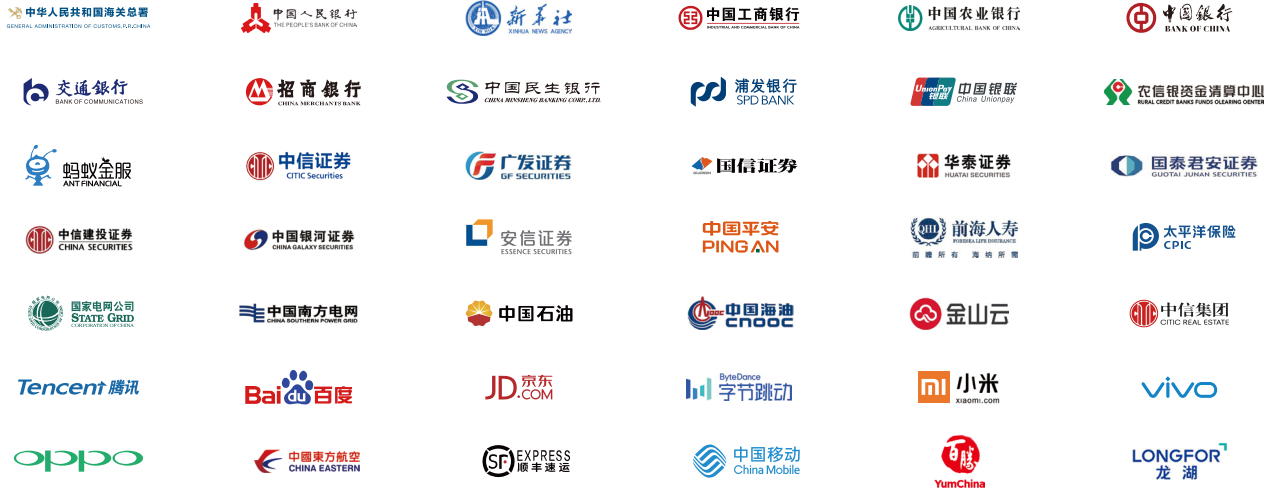 中华人民共和国海关总署
GENERAL ADMINISTRATION OF CUSTOMS,P.R.CHINA
中国人民银行
THE PEOPLE'S BANK OF CHINA
新华社
XINHUA NEWS AGENCY
中国工商银行
INDUSTRIAL AND COMMERCIAL BANK OF CHINA
中国农业银行
AGRICULTURAL BANK OF CHINA
中国银行
BANK OF CHINA
交通银行
BANK OF COMMUNICATIONS
招商银行
CHINA MERCHANTS BANK
中国民生银行
CHINA MINSHENG BANKING CORP.,LTD.
浦发银行
SPD BANK
UnionPay
银联
中国银联
China Unionpay
农信银资金清算中心
RURAL CREDIT BANKS FUNDS CLEARING CENTER
蚂蚁金服
ANT FINANCIAL
中信证券
CITIC Securities
广发证券
GF SECURITIES
国信证券
华泰证券
HUATAI SECURITIES
国泰君安证券
GUOTAI JUNAN SECURITIES
中信建投证券
CHINA SECURITIES
中国银河证券
CHINA GALAXY SECURITIES
安信证券
ESSENCE SECURITIES
中国平安
PING AN
QHL
前海人寿
FORESEA LIFE INSURANCE
前瞻所有 海纳所需
太平洋保险
CPIC
国家电网公司
STATE GRID
CORPORATION OF CHINA
中国南方电网
CHINA SOUTHERN POWER GRID
中国石油
中国海油
CNOOC
金山云
中信集团
CITIC REAL ESTATE
Tencent 腾讯
Bai du 百度
JD 京东
.COM
ByteDance
字节跳动
mi 小米
xiaomi.com
vivo
oppo
中國東方航空
CHINA EASTERN
SF EXPRESS
顺丰速运
中国移动
China Mobile
百胜
YumChina
LONGFOR
龙湖